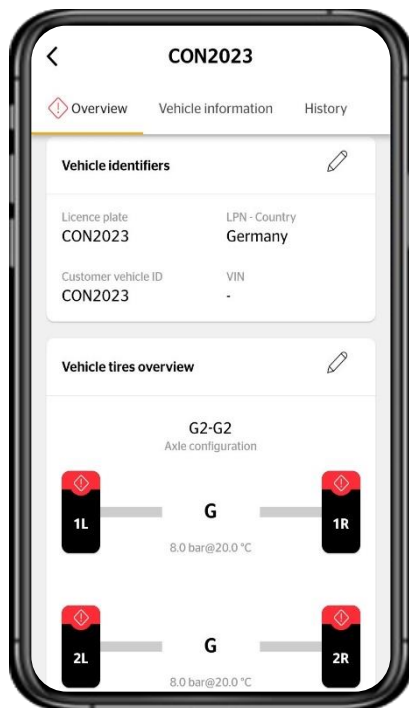 CON2023
Overview Vehicle information History
Vehicle identifiers
Licence plate LPN - Country
CON2023 Germany
Customer vehicle ID VIN
CON2023 -
Vehicle tires overview
G2-G2
Axle configuration
1L G 1R
8.0 bar@20.0 °C
2L G 2R
8.0 bar@20.0 °C